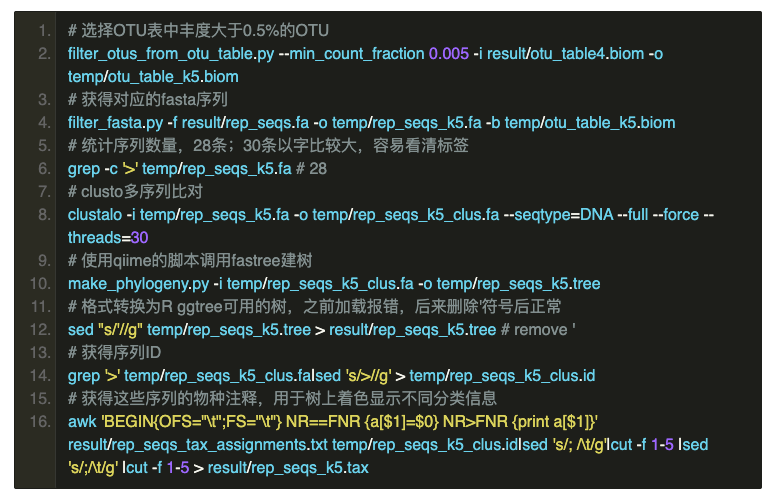 1. # 选择OTU表中丰度大于0.5%的OTU
2. filter_otus_from_otu_table.py --min_count_fraction 0.005 -i result/otu_table4.biom -o
temp/otu_table_k5.biom
3. # 获得对应的fasta序列
4. filter_fasta.py -f result/rep_seqs.fa -o temp/rep_seqs_k5.fa -b temp/otu_table_k5.biom
5. # 统计序列数量，28条；30条以字比较大，容易看清标签
6. grep -c '>' temp/rep_seqs_k5.fa # 28
7. # clusto多序列比对
8. clustalo -i temp/rep_seqs_k5.fa -o temp/rep_seqs_k5_clus.fa --seqtype=DNA --full --force --
threads=30
9. # 使用qiime的脚本调用fastree建树
10. make_phylogeny.py -i temp/rep_seqs_k5_clus.fa -o temp/rep_seqs_k5.tree
11. # 格式转换为R ggtree可用的树，之前加载报错，后来删除'符号后正常
12. sed "s/'//g" temp/rep_seqs_k5.tree > result/rep_seqs_k5.tree # remove '
13. # 获得序列ID
14. grep '>' temp/rep_seqs_k5_clus.fa|sed 's/>//g' > temp/rep_seqs_k5_clus.id
15. # 获得这些序列的物种注释，用于树上着色显示不同分类信息
16. awk 'BEGIN{OFS="\t";FS="\t"} NR==FNR {a[$1]=$0} NR>FNR {print a[$1]}'
result/rep_seqs_tax_assignments.txt temp/rep_seqs_k5_clus.id|sed 's/; /\t/g'|cut -f 1-5 |sed
's/;/\t/g' |cut -f 1-5 > result/rep_seqs_k5.tax